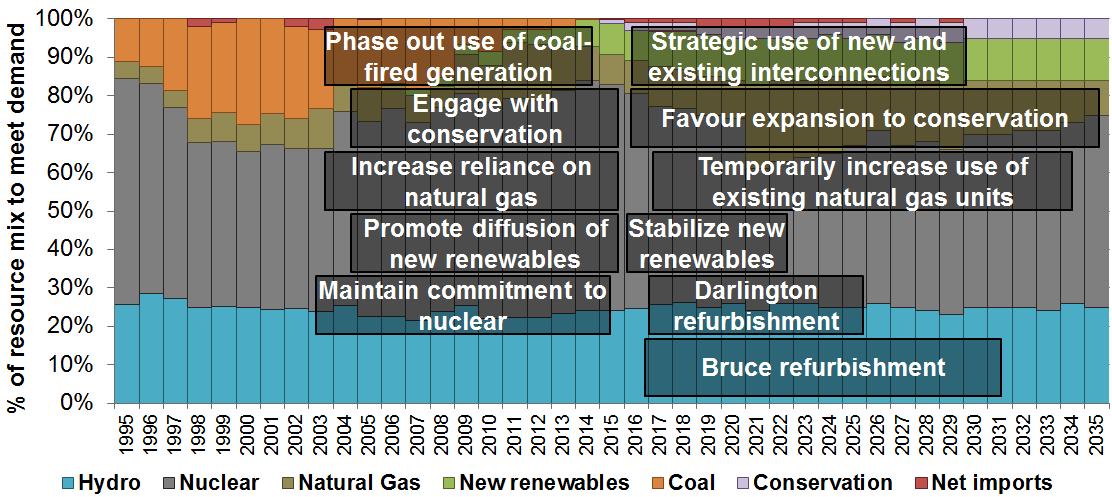 % of resource mix to meet demand
100%
90%
80%
70%
60%
50%
40%
30%
20%
10%
0%
Phase out use of coal-
fired generation
Engage with
conservation
Increase reliance on
natural gas
Promote diffusion of
new renewables
Maintain commitment to
nuclear
Strategic use of new and
existing interconnections
Favour expansion to conservation
Temporarily increase use of
existing natural gas units
Stabilize new
renewables
Darlington
refurbishment
Bruce refurbishment
1995
1996
1997
1998
1999
2000
2001
2002
2003
2004
2005
2006
2007
2008
2009
2010
2011
2012
2013
2014
2015
2016
2017
2018
2019
2020
2021
2022
2023
2024
2025
2026
2027
2028
2029
2030
2031
2032
2033
2034
2035
Hydro Nuclear Natural Gas New renewables Coal Conservation Net imports